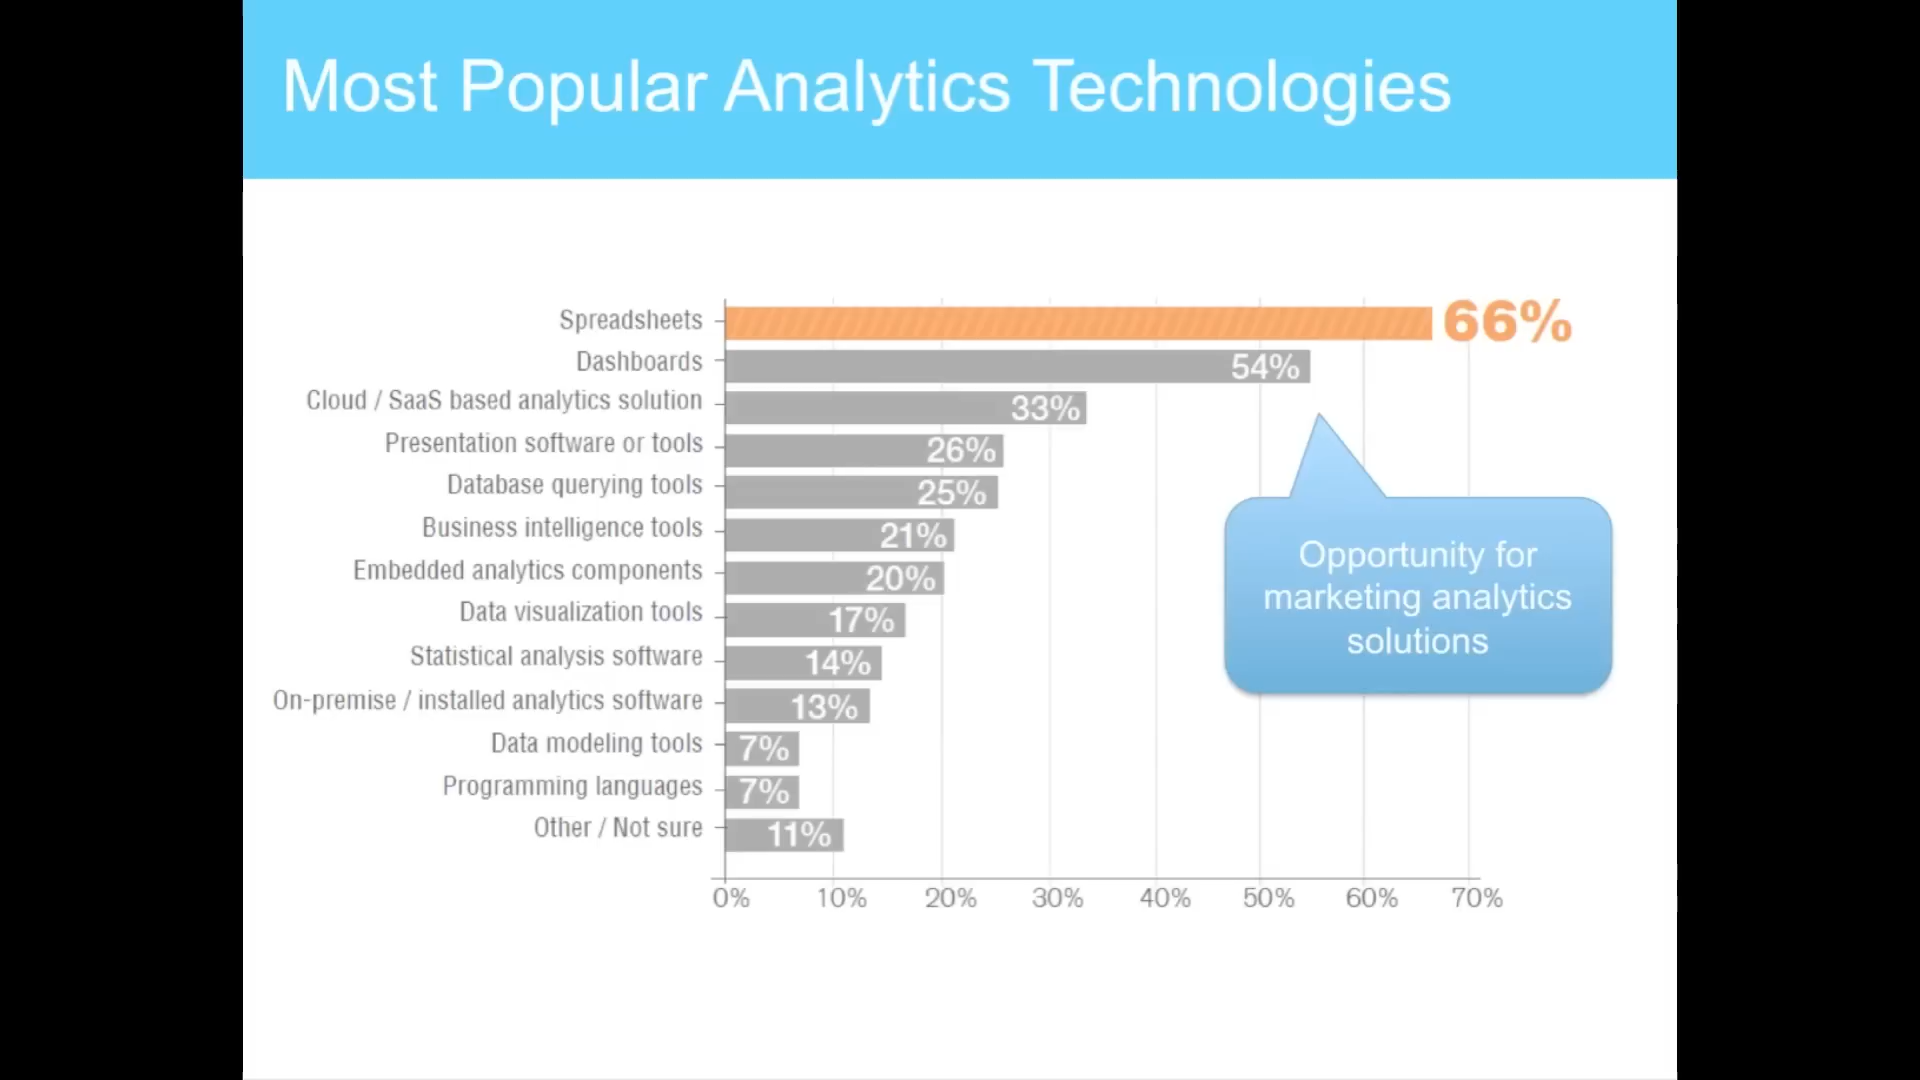 Most Popular Analytics Technologies
Spreadsheets 66%
Dashboards 54%
Cloud / SaaS based analytics solution 33%
Presentation software or tools 26%
Database querying tools 25%
Business intelligence tools 21%
Embedded analytics components 20%
Data visualization tools 17%
Statistical analysis software 14%
On-premise / installed analytics software 13%
Data modeling tools 7%
Programming languages 7%
Other / Not sure 11%
0% 10% 20% 30% 40% 50% 60% 70%
Opportunity for
marketing analytics
solutions